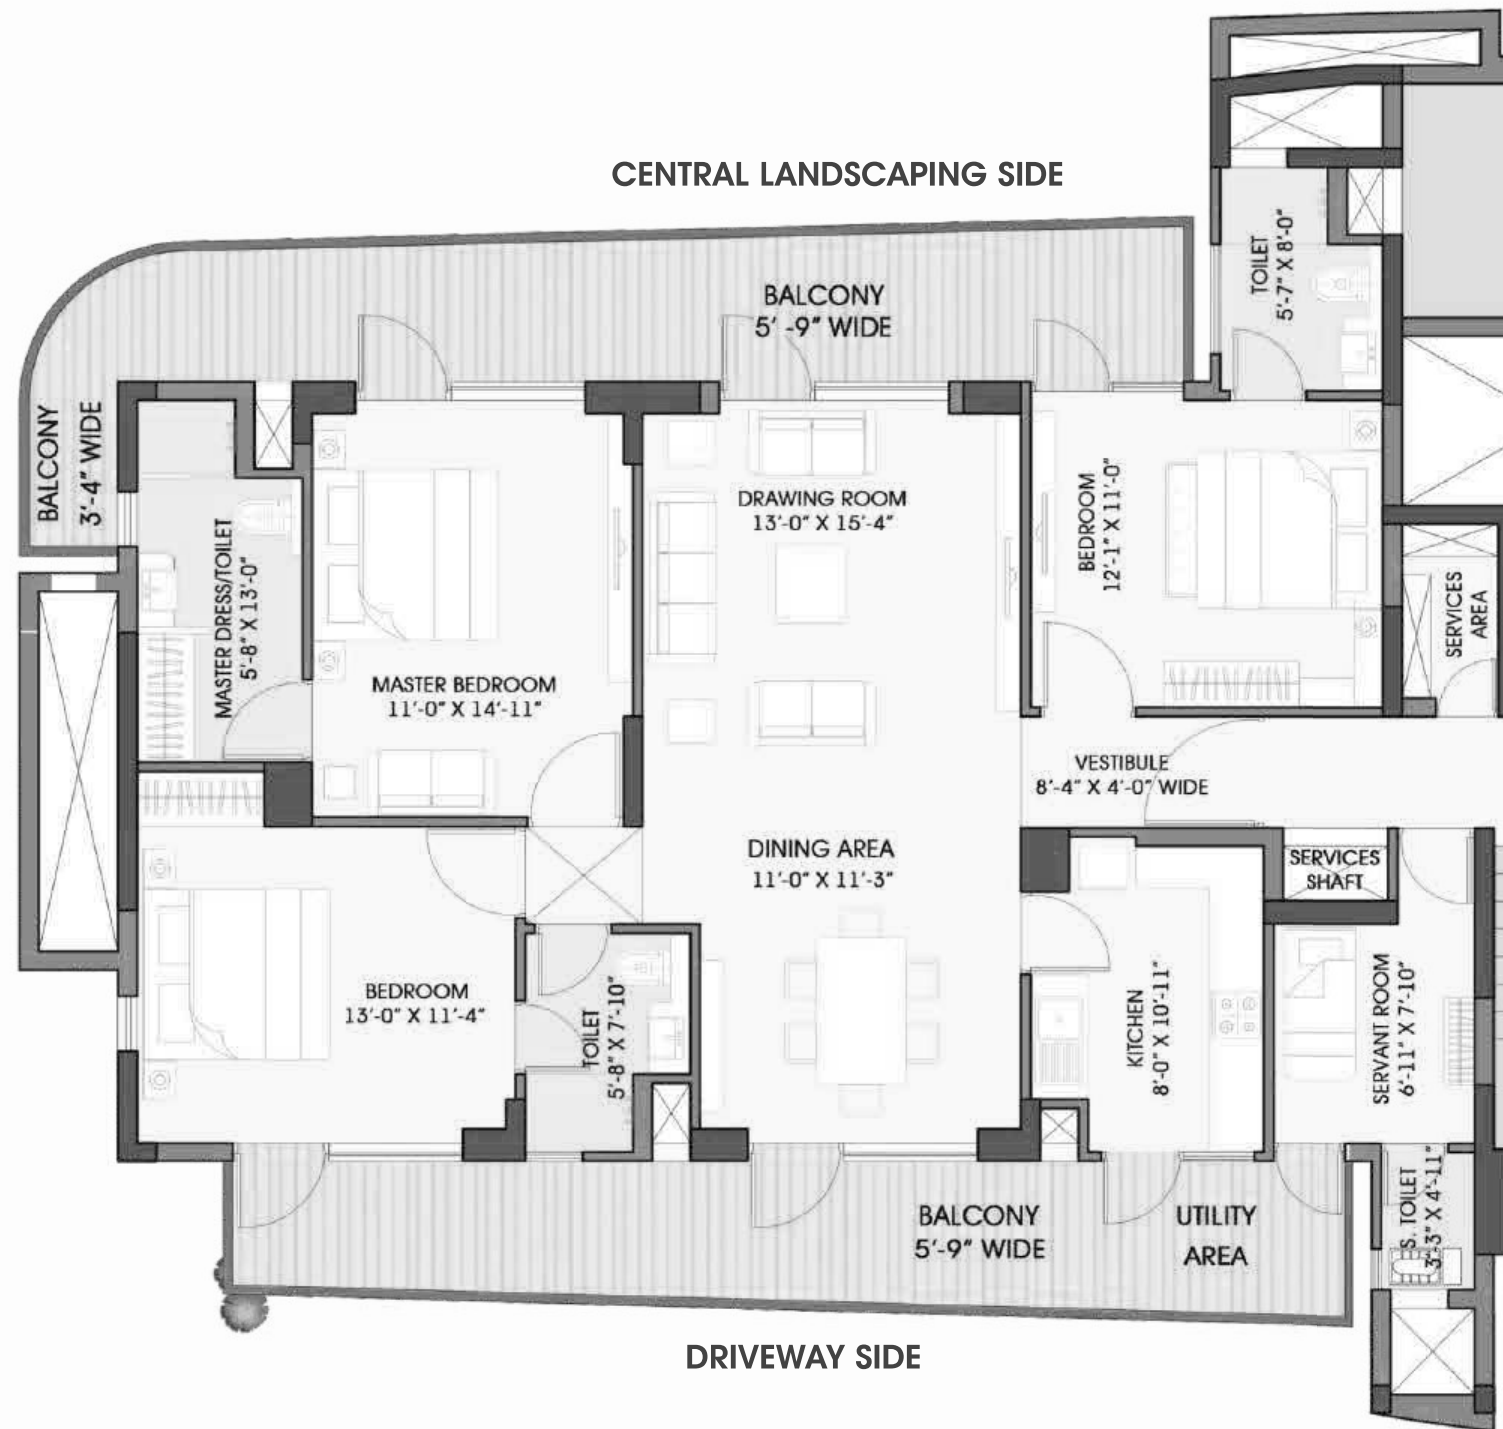 CENTRAL LANDSCAPING SIDE
TOILET
5'-7" X 8'-0"
BALCONY
5' -9" WIDE
BALCONY
3'-4" WIDE
MASTER DRESS/TOILET
5'-8" X 13'-0"
MASTER BEDROOM
11'-0" X 14'-11"
DRAWING ROOM
13'-0" X 15'-4"
BEDROOM
12'-1" X 11'-0"
SERVICES
AREA
VESTIBULE
8'-4" X 4'-0" WIDE
DINING AREA
11'-0" X 11'-3"
SERVICES
SHAFT
BEDROOM
13'-0" X 11'-4"
TOILET
5'-8" X 7'-10"
KITCHEN
8'-0" X 10'-11"
SERVANT ROOM
6'-11" X 7'-10"
BALCONY
5'-9" WIDE
UTILITY
AREA
S. TOILET
3'-3" X 4'-11"
DRIVEWAY SIDE